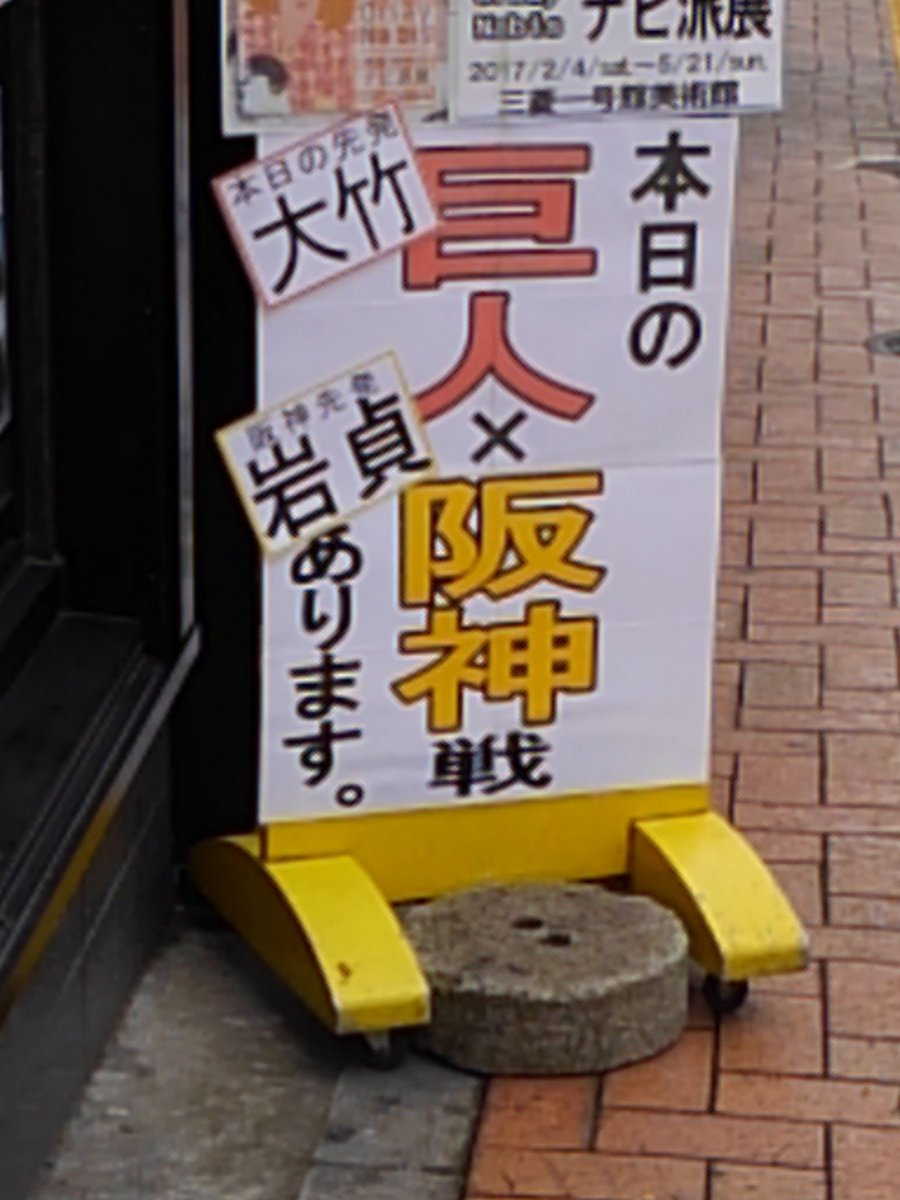 Nabis ナビ派展
2017/2/4/sat.－5/21/sun.
三菱一号館美術館
本日の
巨人×阪神戦
あります。
本日の先発
大竹
阪神先発
岩貞